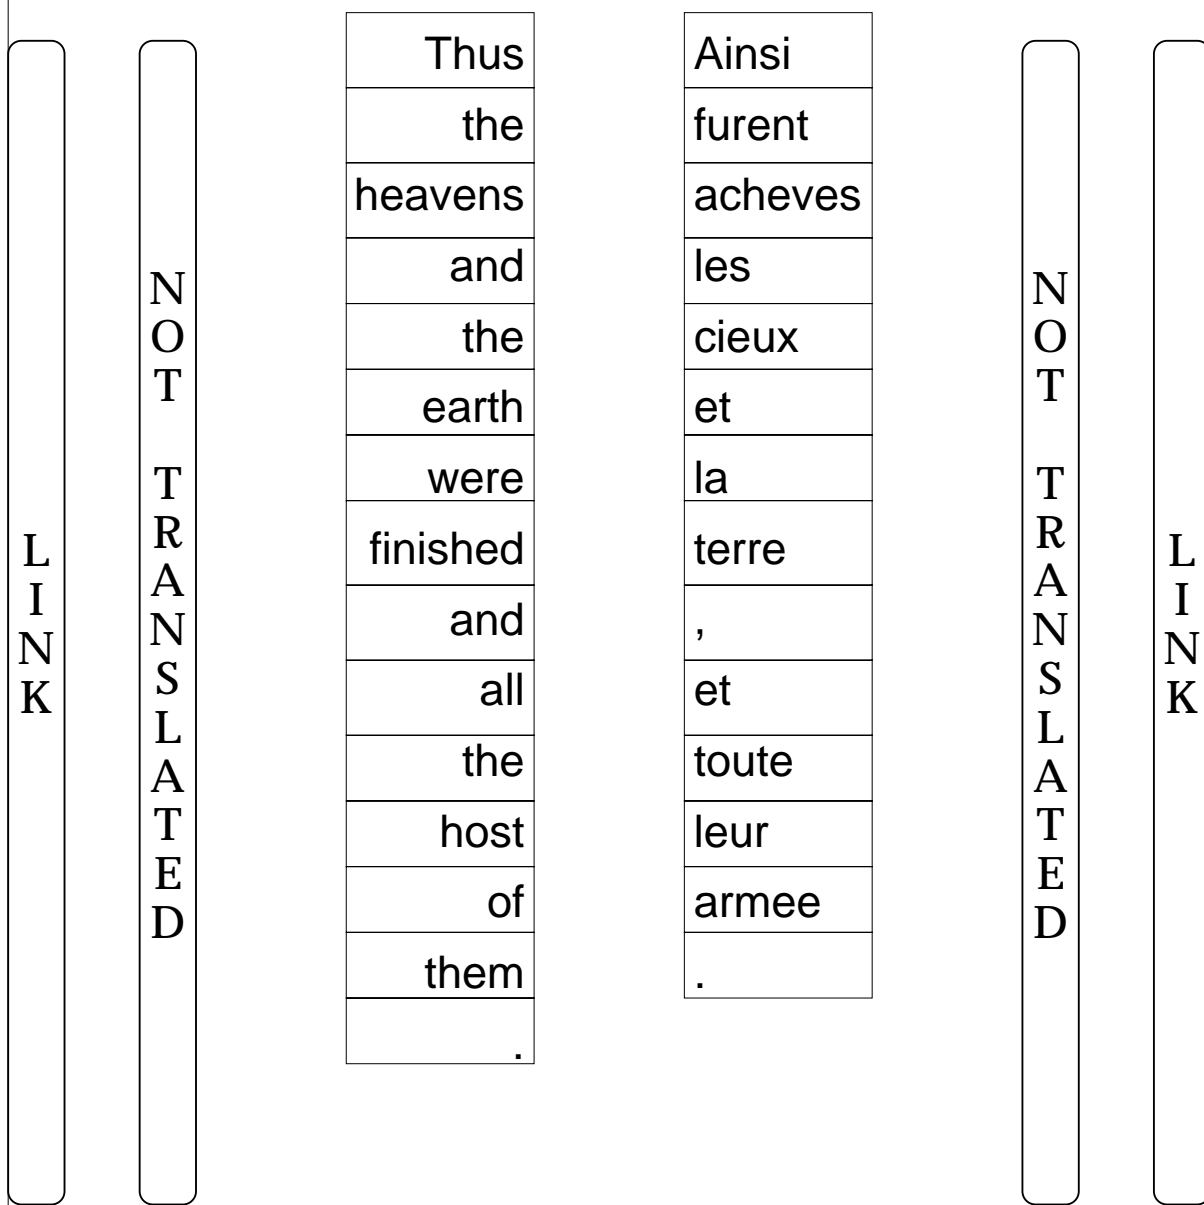 LINK
NOT TRANSLATED
Thus
the
heavens
and
the
earth
were
finished
and
all
the
host
of
them
.
Ainsi
furent
acheves
les
cieux
et
la
terre
,
et
toute
leur
armee
.
NOT TRANSLATED
LINK